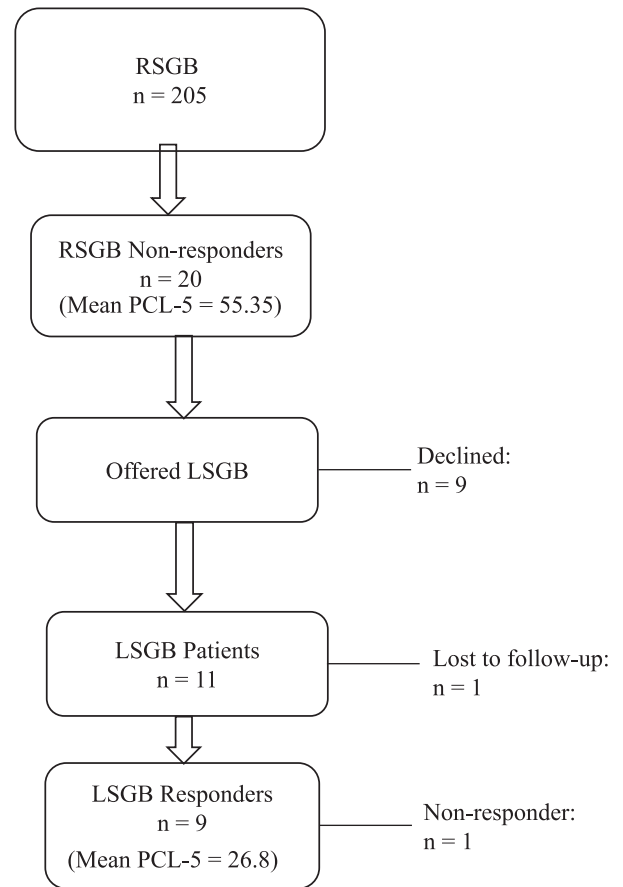 RSGB
n = 205
RSGB Non-responders
n = 20
(Mean PCL-5 = 55.35)
Offered LSGB
Declined:
n = 9
LSGB Patients
n = 11
Lost to follow-up:
n = 1
LSGB Responders
n = 9
(Mean PCL-5 = 26.8)
Non-responder:
n = 1